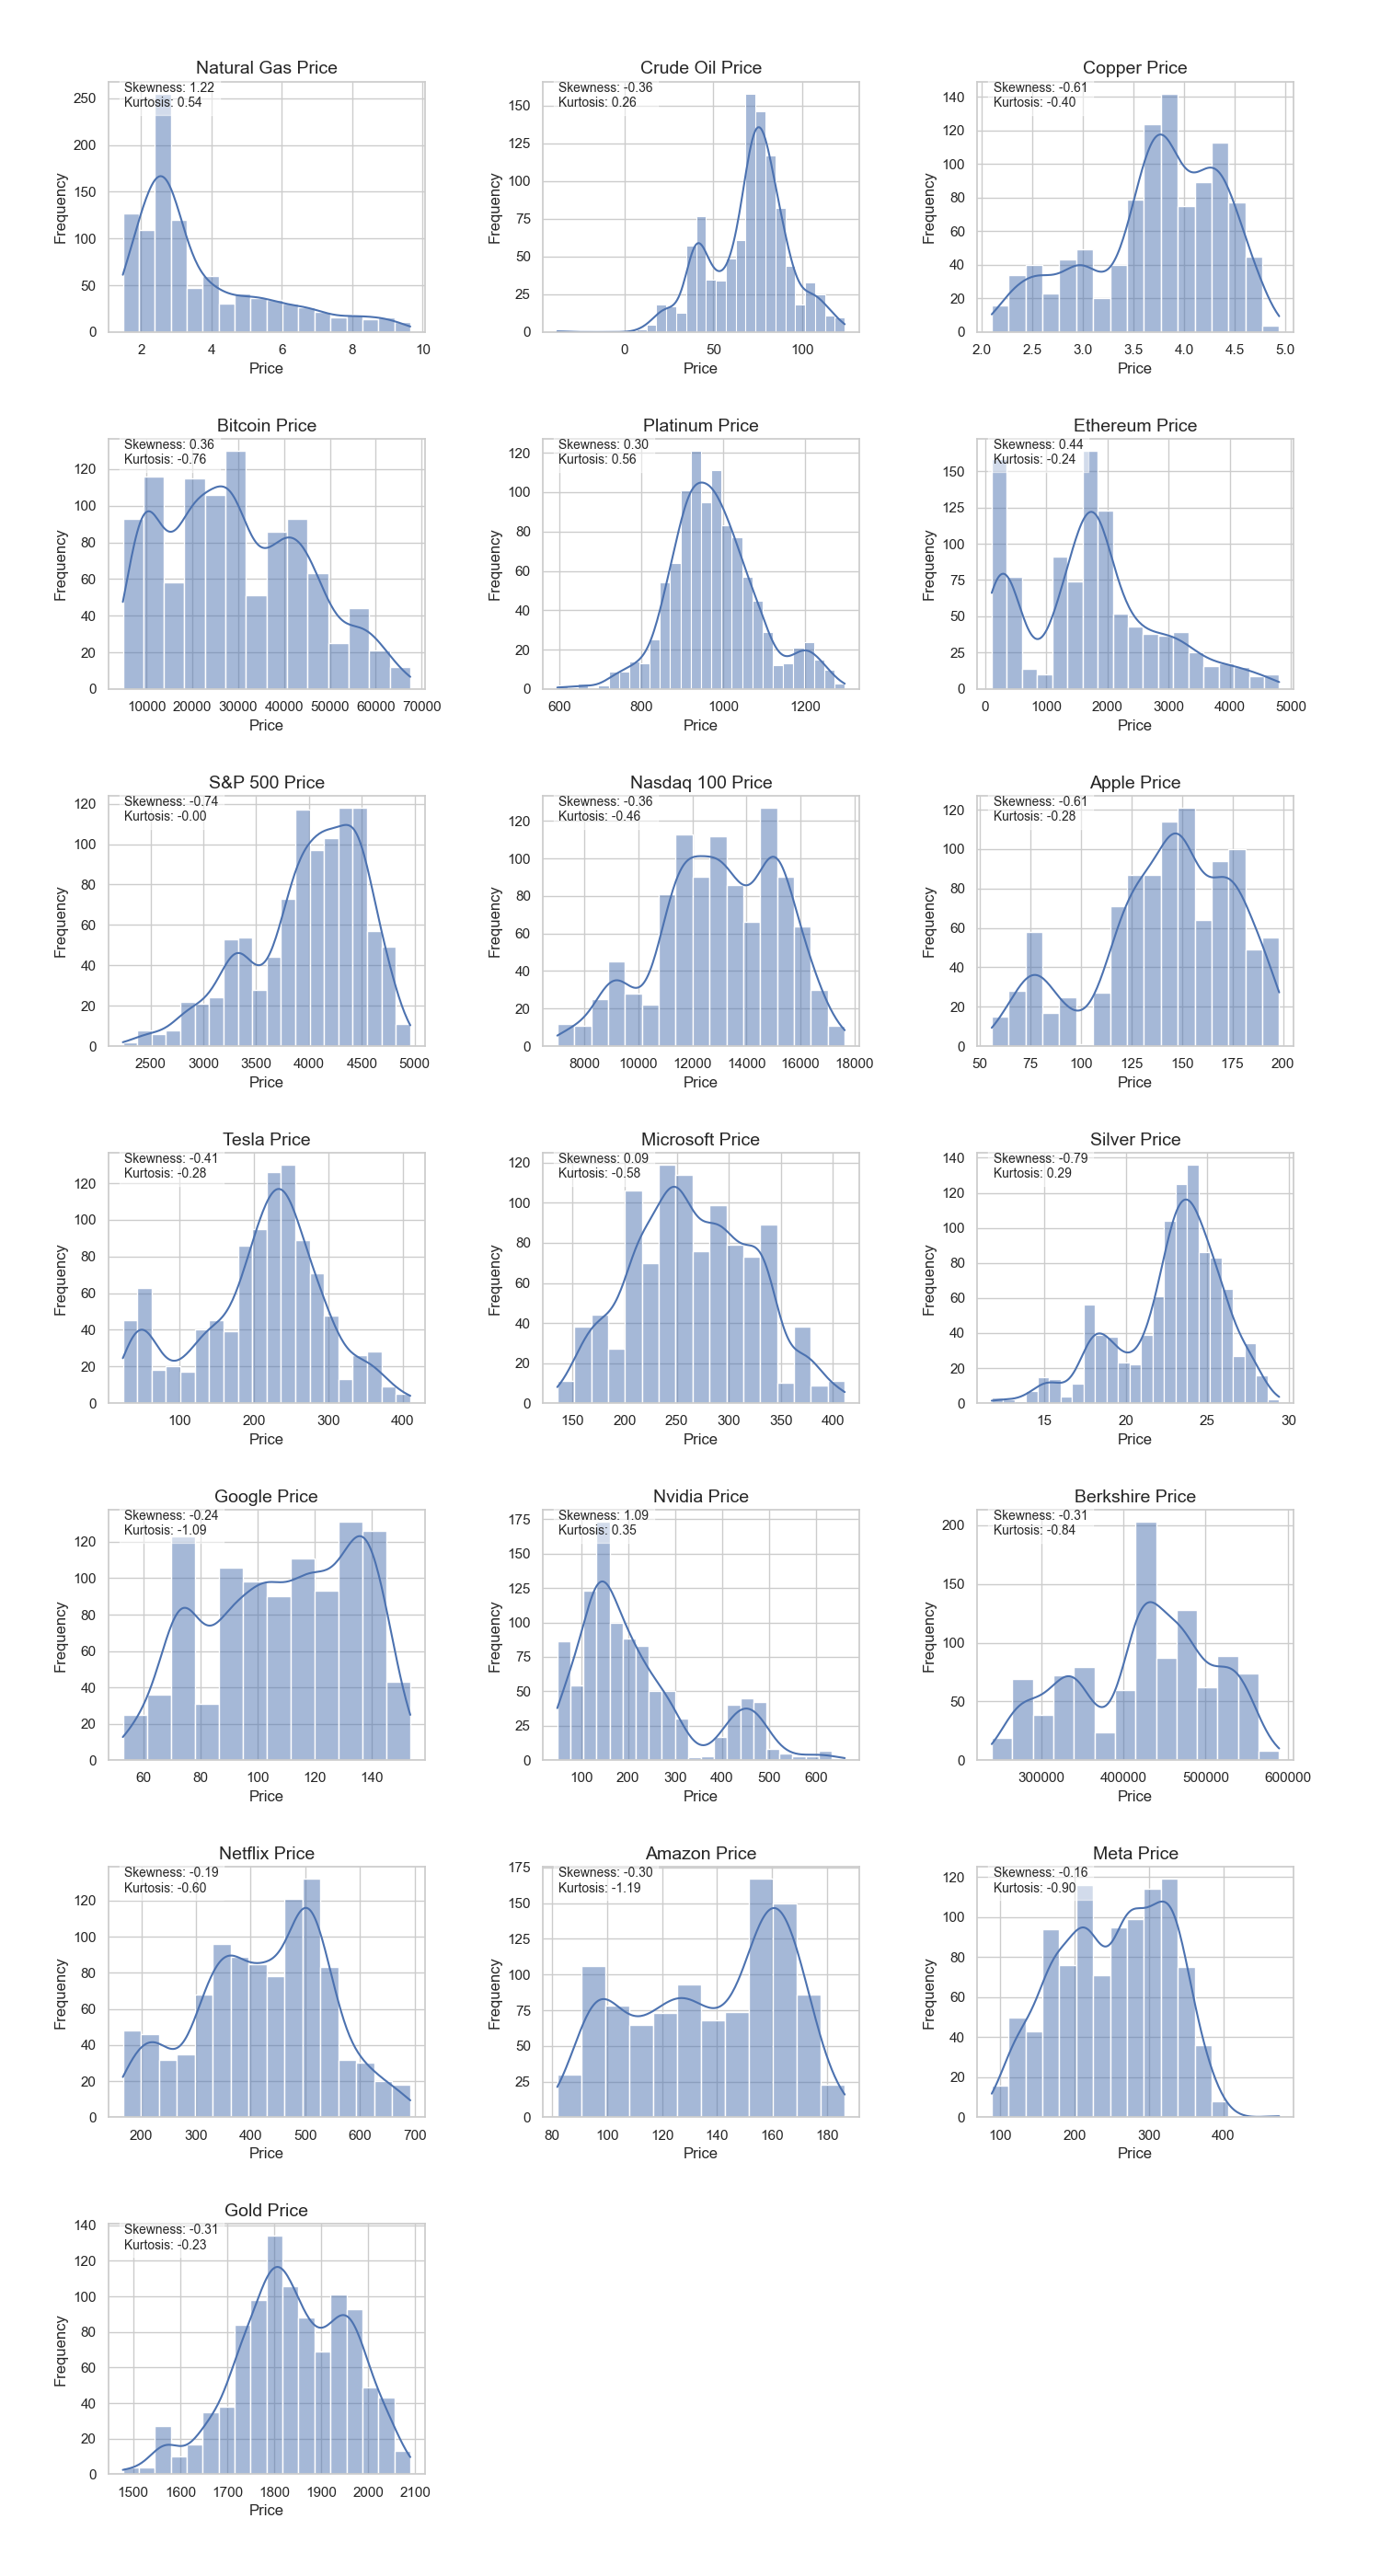 Natural Gas Price
Skewness: 1.22
Kurtosis: 0.54
250
200
150
100
50
0
Frequency
2 4 6 8 10
Price
Crude Oil Price
Skewness: -0.36
Kurtosis: 0.26
150
125
100
75
50
25
0
Frequency
0 50 100
Price
Copper Price
Skewness: -0.61
Kurtosis: -0.40
140
120
100
80
60
40
20
0
Frequency
2.0 2.5 3.0 3.5 4.0 4.5 5.0
Price
Bitcoin Price
Skewness: 0.36
Kurtosis: -0.76
120
100
80
60
40
20
0
Frequency
10000 20000 30000 40000 50000 60000 70000
Price
Platinum Price
Skewness: 0.30
Kurtosis: 0.56
120
100
80
60
40
20
0
Frequency
600 800 1000 1200
Price
Ethereum Price
Skewness: 0.44
Kurtosis: -0.24
150
125
100
75
50
25
0
Frequency
0 1000 2000 3000 4000 5000
Price
S&P 500 Price
Skewness: -0.74
Kurtosis: -0.00
120
100
80
60
40
20
0
Frequency
2500 3000 3500 4000 4500 5000
Price
Nasdaq 100 Price
Skewness: -0.36
Kurtosis: -0.46
120
100
80
60
40
20
0
Frequency
8000 10000 12000 14000 16000 18000
Price
Apple Price
Skewness: -0.61
Kurtosis: -0.28
120
100
80
60
40
20
0
Frequency
50 75 100 125 150 175 200
Price
Tesla Price
Skewness: -0.41
Kurtosis: -0.28
120
100
80
60
40
20
0
Frequency
100 200 300 400
Price
Microsoft Price
Skewness: 0.09
Kurtosis: -0.58
120
100
80
60
40
20
0
Frequency
150 200 250 300 350 400
Price
Silver Price
Skewness: -0.79
Kurtosis: 0.29
140
120
100
80
60
40
20
0
Frequency
15 20 25 30
Price
Google Price
Skewness: -0.24
Kurtosis: -1.09
120
100
80
60
40
20
0
Frequency
60 80 100 120 140
Price
Nvidia Price
Skewness: 1.09
Kurtosis: 0.35
175
150
125
100
75
50
25
0
Frequency
100 200 300 400 500 600
Price
Berkshire Price
Skewness: -0.31
Kurtosis: -0.84
200
150
100
50
0
Frequency
300000 400000 500000 600000
Price
Netflix Price
Skewness: -0.19
Kurtosis: -0.60
120
100
80
60
40
20
0
Frequency
200 300 400 500 600 700
Price
Amazon Price
Skewness: -0.30
Kurtosis: -1.19
175
150
125
100
75
50
25
0
Frequency
80 100 120 140 160 180
Price
Meta Price
Skewness: -0.16
Kurtosis: -0.90
120
100
80
60
40
20
0
Frequency
100 200 300 400
Price
Gold Price
Skewness: -0.31
Kurtosis: -0.23
140
120
100
80
60
40
20
0
Frequency
1500 1600 1700 1800 1900 2000 2100
Price